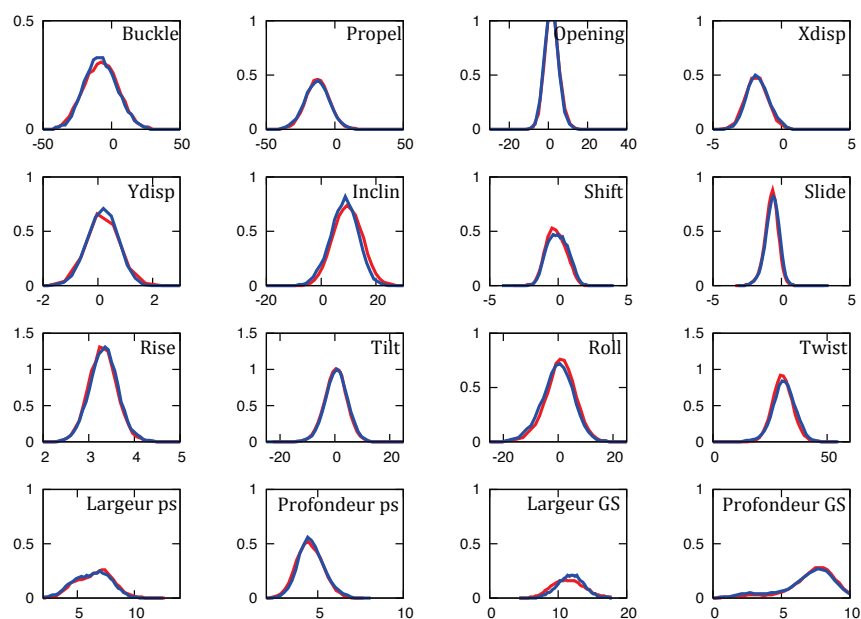 Buckle Propel Opening Xdisp
0.5 1 1 1
0.5 0.5 0.5
0 0 0 0
-50 0 50 -50 0 50 -20 0 20 40 -5 0 5
Ydisp Inclin Shift Slide
1 1 1 1
0.5 0.5 0.5 0.5
0 0 0 0
-2 0 2 -20 0 20 -5 0 5 -5 0 5
Rise Tilt Roll Twist
1.5 1.5 1 1.5
1 1 1
0.5 0.5 0.5 0.5
0 0 0 0
2 3 4 5 -20 0 20 -20 0 20 0 50
Largeur ps Profondeur ps Largeur GS Profondeur GS
1 1 1 1
0.5 0.5 0.5 0.5
0 0 0 0
5 10 5 10 0 10 20 0 5 10